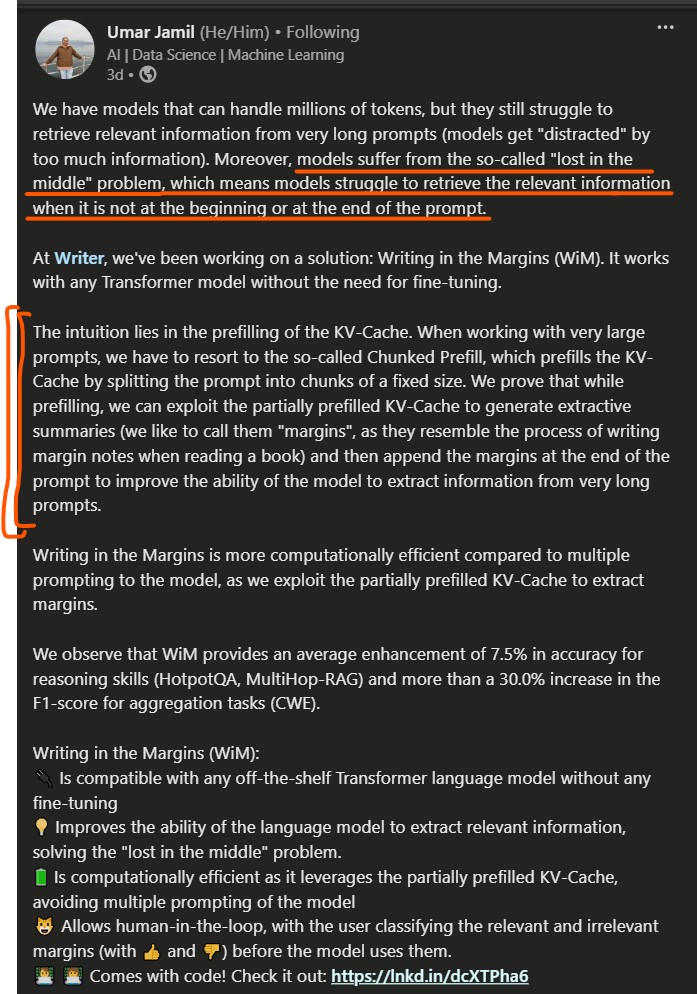 Umar Jamil (He/Him) • Following
AI | Data Science | Machine Learning
3d •
We have models that can handle millions of tokens, but they still struggle to
retrieve relevant information from very long prompts (models get "distracted" by
too much information). Moreover, models suffer from the so-called "lost in the
middle" problem, which means models struggle to retrieve the relevant information
when it is not at the beginning or at the end of the prompt.
At Writer, we've been working on a solution: Writing in the Margins (WiM). It works
with any Transformer model without the need for fine-tuning.
The intuition lies in the prefilling of the KV-Cache. When working with very large
prompts, we have to resort to the so-called Chunked Prefill, which prefills the KV-
Cache by splitting the prompt into chunks of a fixed size. We prove that while
prefilling, we can exploit the partially prefilled KV-Cache to generate extractive
summaries (we like to call them "margins", as they resemble the process of writing
margin notes when reading a book) and then append the margins at the end of the
prompt to improve the ability of the model to extract information from very long
prompts.
Writing in the Margins is more computationally efficient compared to multiple
prompting to the model, as we exploit the partially prefilled KV-Cache to extract
margins.
We observe that WiM provides an average enhancement of 7.5% in accuracy for
reasoning skills (HotpotQA, MultiHop-RAG) and more than a 30.0% increase in the
F1-score for aggregation tasks (CWE).
Writing in the Margins (WiM):
🔌 Is compatible with any off-the-shelf Transformer language model without any
fine-tuning
💡 Improves the ability of the language model to extract relevant information,
solving the "lost in the middle" problem.
🔋 Is computationally efficient as it leverages the partially prefilled KV-Cache,
avoiding multiple prompting of the model
🐱 Allows human-in-the-loop, with the user classifying the relevant and irrelevant
margins (with 👍 and 👎) before the model uses them.
👨‍💻 👨‍💻 Comes with code! Check it out: https://lnkd.in/dcXTPha6